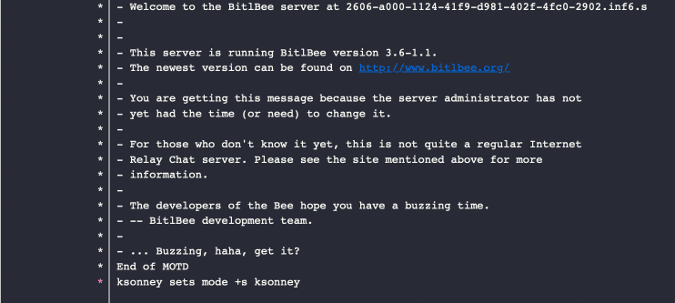 * | - Welcome to the BitlBee server at 2606-a000-1124-41f9-d981-402f-4fc0-2902.inf6.s
* | -
* | -
* | - This server is running BitlBee version 3.6-1.1.
* | - The newest version can be found on http://www.bitlbee.org/
* | -
* | - You are getting this message because the server administrator has not
* | - yet had the time (or need) to change it.
* | -
* | - For those who don't know it yet, this is not quite a regular Internet
* | - Relay Chat server. Please see the site mentioned above for more
* | - information.
* | -
* | - The developers of the Bee hope you have a buzzing time.
* | - -- BitlBee development team.
* | -
* | - ... Buzzing, haha, get it?
* | End of MOTD
* | ksonney sets mode +s ksonney